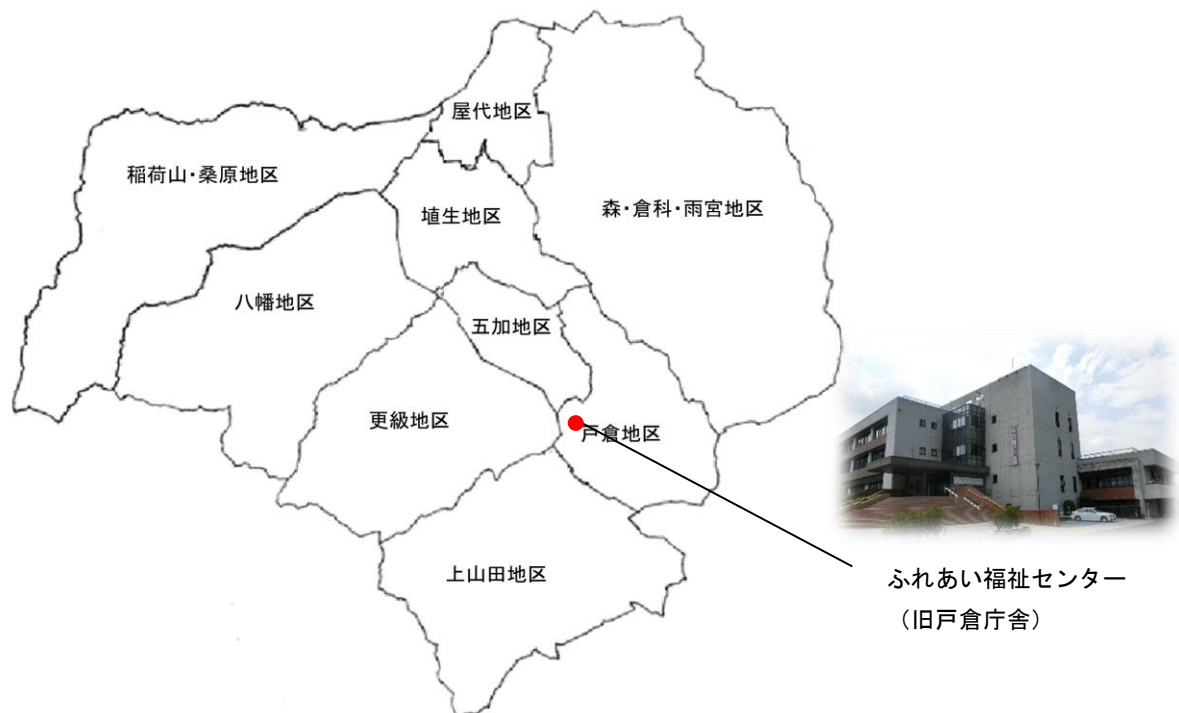 屋代地区
稲荷山・桑原地区
埴生地区
森・倉科・雨宮地区
八幡地区
五加地区
更級地区
戸倉地区
上山田地区
ふれあい福祉センター
（旧戸倉庁舎）